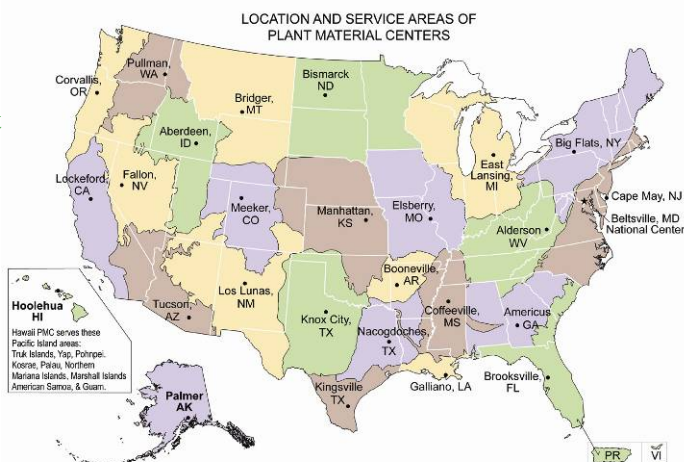 LOCATION AND SERVICE AREAS OF
PLANT MATERIAL CENTERS
Pullman,
WA
Corvallis,
OR
Bridger,
MT
Bismarck
ND
Aberdeen,
ID
East
Lansing,
MI
Big Flats, NY
Lockeford,
CA
Fallon,
NV
Meeker,
CO
Manhattan,
KS
Elsberry,
MO
Cape May, NJ
Beltsville, MD
National Center
Alderson
WV
Booneville,
AR
Los Lunas,
NM
Tucson,
AZ
Knox City,
TX
Coffeeville,
MS
Americus
GA
Nacogdoches,
TX
Kingsville
TX
Galliano, LA
Brooksville,
FL
Hoolehua
HI
Hawaii PMC serves these
Pacific Island areas:
Truk Islands, Yap, Pohnpei.
Kosrae, Palau, Northern
Mariana Islands, Marshall Islands
American Samoa, & Guam.
Palmer
AK
PR
VI